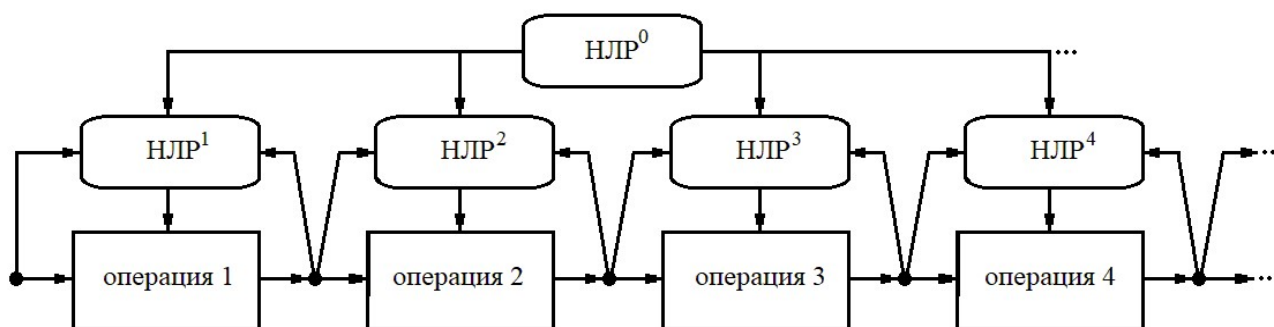 НЛР⁰
...
НЛР¹ НЛР² НЛР³ НЛР⁴ ...
операция 1 операция 2 операция 3 операция 4 ...